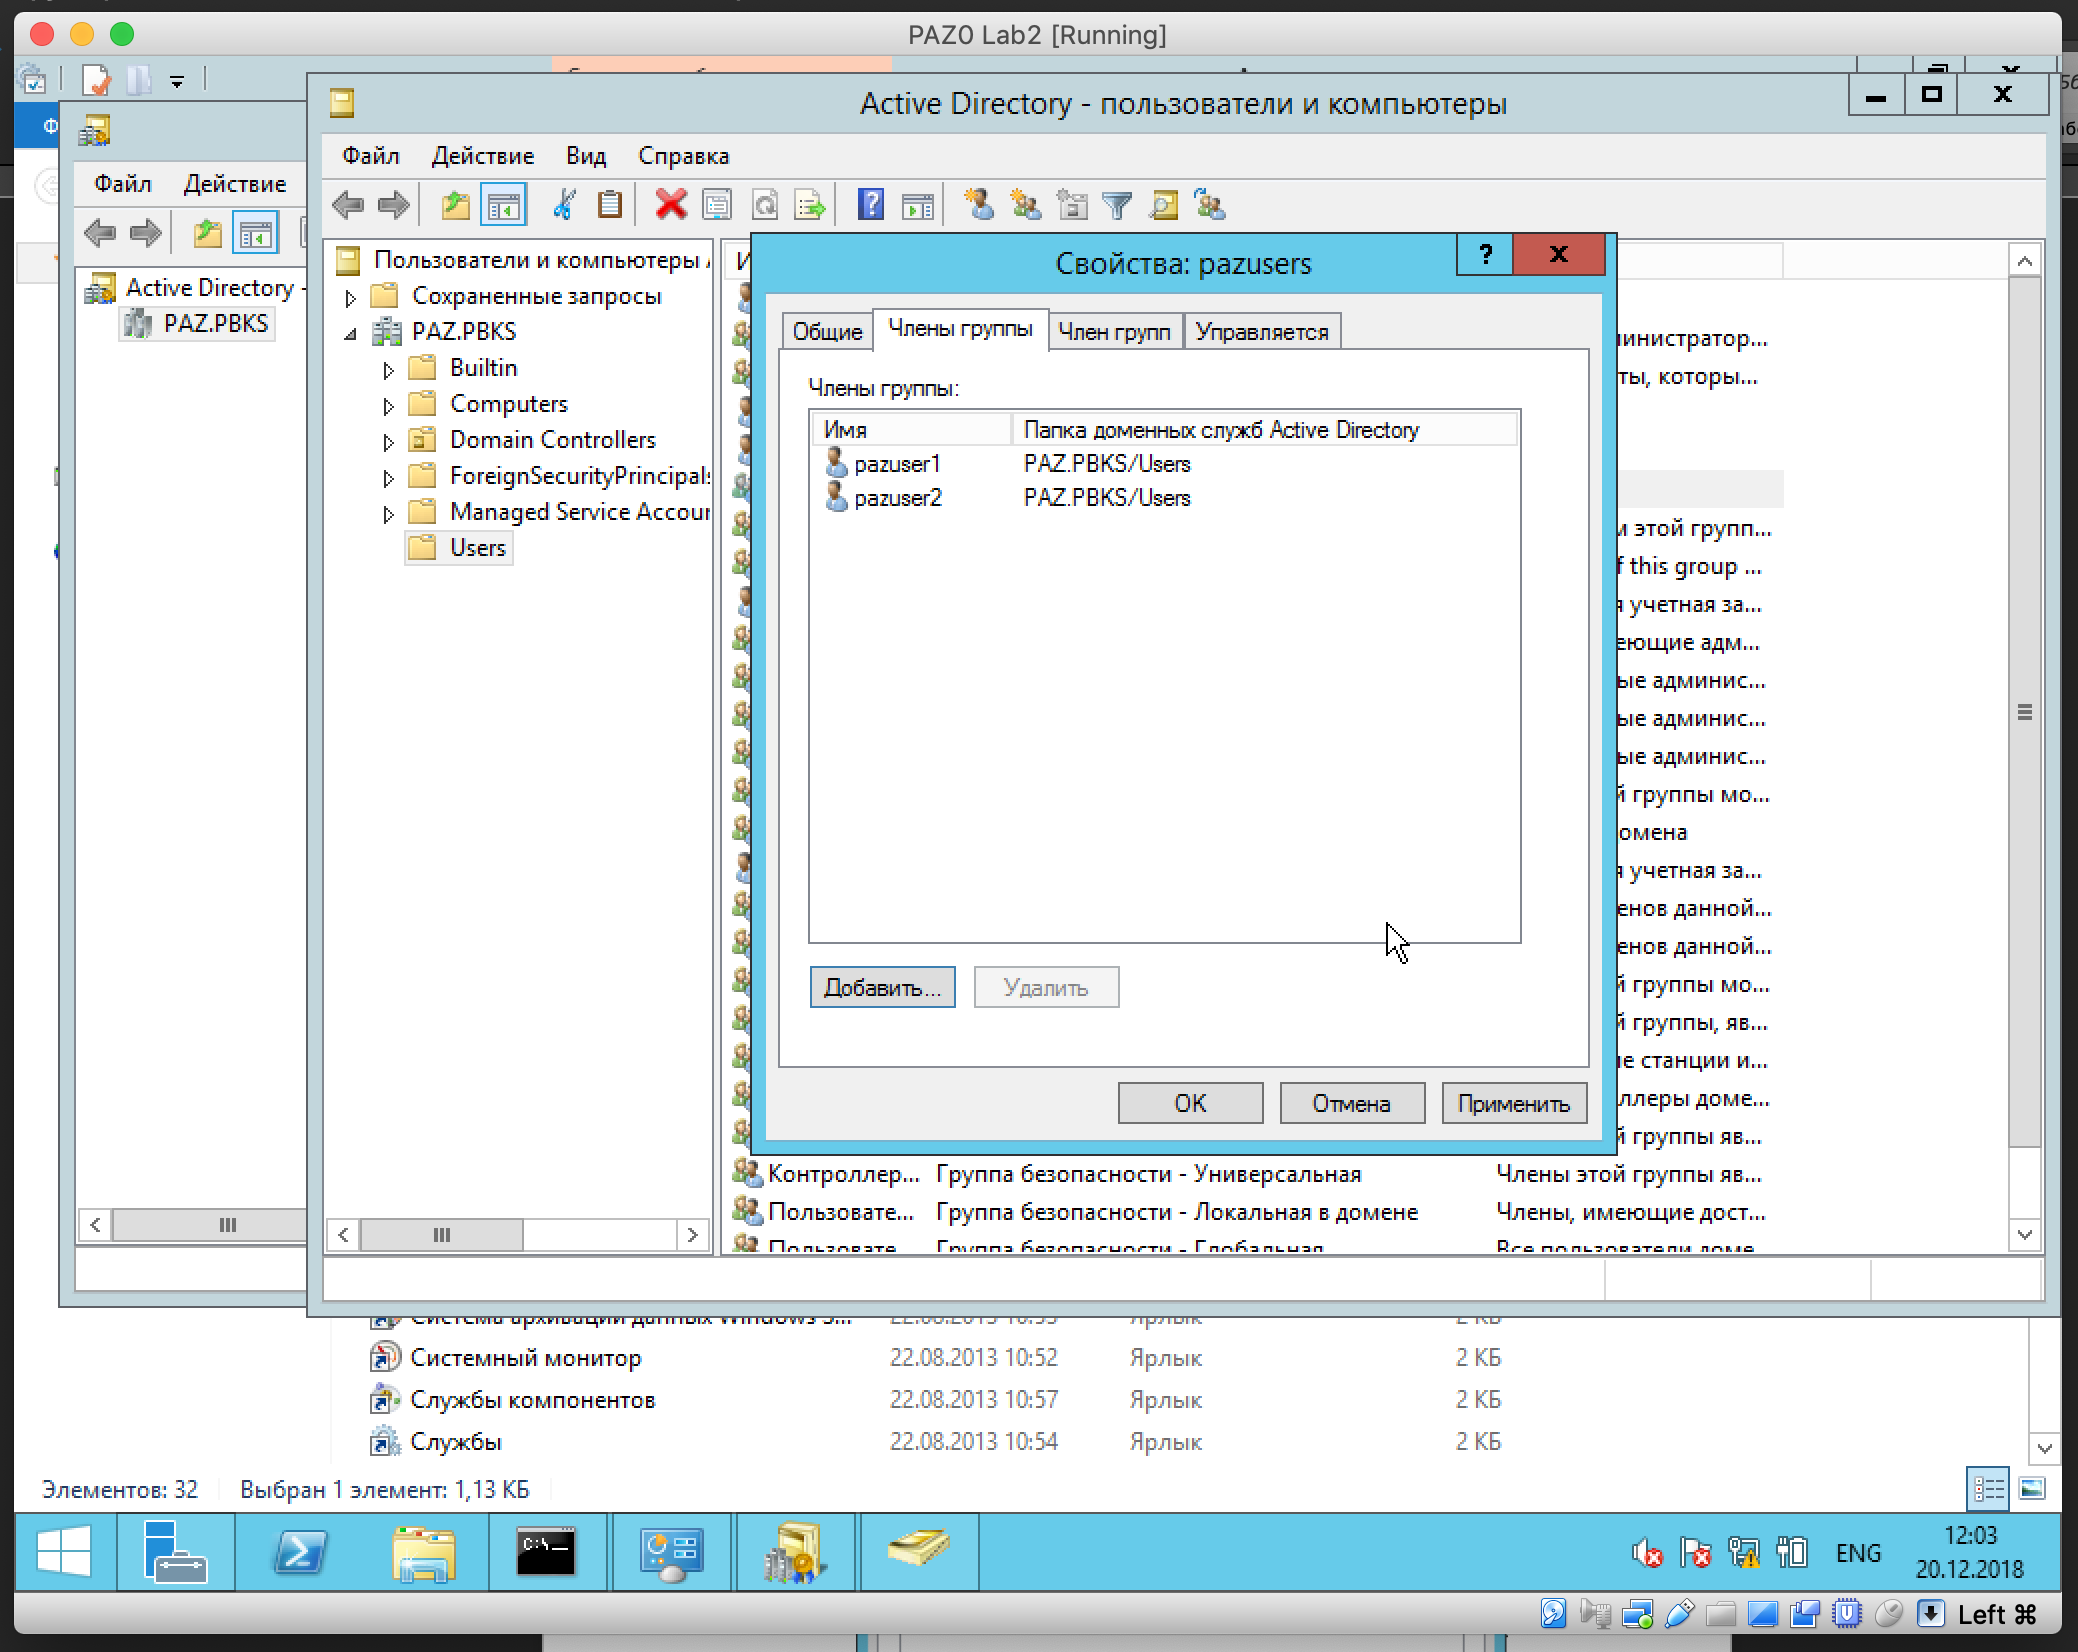 PAZ0 Lab2 [Running]
Active Directory - пользователи и компьютеры
Файл Действие Вид Справка
Файл Действие
Active Directory -
PAZ.PBKS
Пользователи и компьютеры
Сохраненные запросы
PAZ.PBKS
Builtin
Computers
Domain Controllers
ForeignSecurityPrincipals
Managed Service Accour
Users
Свойства: pazusers
?
Общие
Члены группы
Член групп
Управляется
Члены группы:
Имя Папка доменных служб Active Directory
pazuser1 PAZ.PBKS/Users
pazuser2 PAZ.PBKS/Users
Добавить...
Удалить
ОК
Отмена
Применить
министратор...
ты, которы...
м этой групп...
f this group ...
я учетная за...
еющие адм...
ые админис...
ые админис...
ые админис...
й группы мо...
омена
я учетная за...
енов данной...
енов данной...
й группы мо...
й группы, яв...
ие станции и...
ллеры доме...
й группы яв...
Контроллер... Группа безопасности - Универсальная Члены этой группы яв...
Пользовате... Группа безопасности - Локальная в домене Члены, имеющие дост...
Пользовате Группа безопасности - Глобальная Все пользователи доме
Система архивации данных Windows S... 22.08.2013 10:53 Ярлык 2 КБ
Системный монитор 22.08.2013 10:52 Ярлык 2 КБ
Службы компонентов 22.08.2013 10:57 Ярлык 2 КБ
Службы 22.08.2013 10:54 Ярлык 2 КБ
Элементов: 32 Выбран 1 элемент: 1,13 КБ
C:\_
ENG
12:03
20.12.2018
Left ⌘